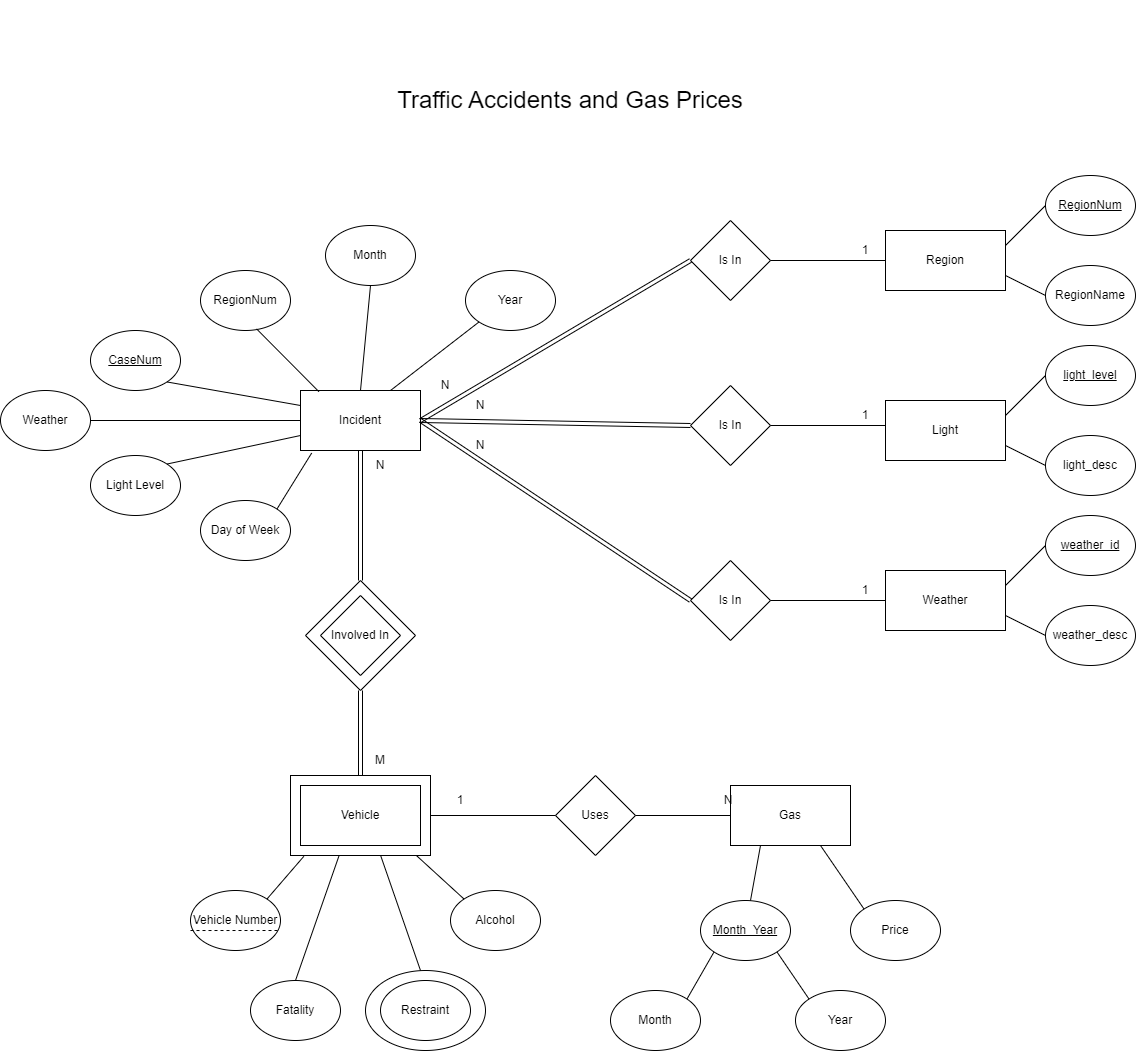 Traffic Accidents and Gas Prices
RegionNum
Month
Is In
1
Region
RegionNum
Year
RegionName
CaseNum
N
light_level
Weather
Incident
N
Is In
1
Light
N
light_desc
Light Level
N
Day of Week
weather_id
Is In
1
Weather
Involved In
weather_desc
M
Vehicle
1
Uses
N
Gas
Vehicle Number
Alcohol
Month_Year
Price
Fatality
Restraint
Month
Year